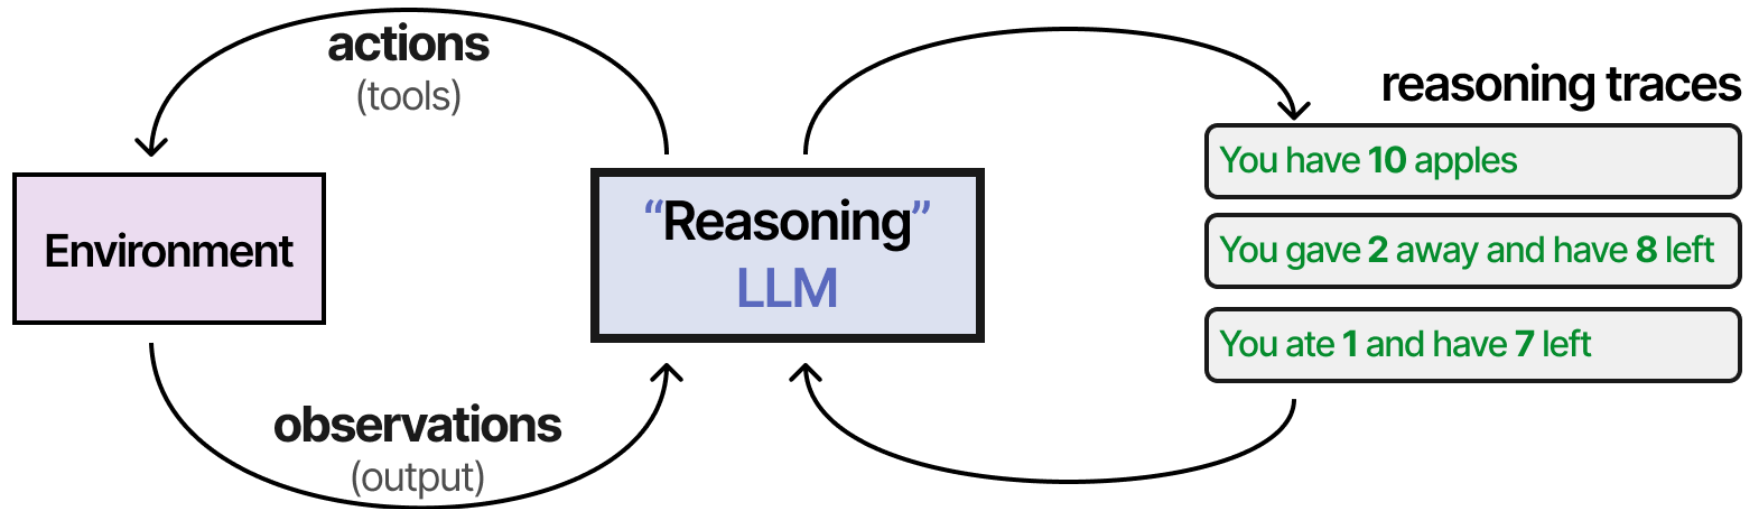 actions
(tools)
reasoning traces
You have 10 apples
Environment
“Reasoning”
LLM
You gave 2 away and have 8 left
You ate 1 and have 7 left
observations
(output)